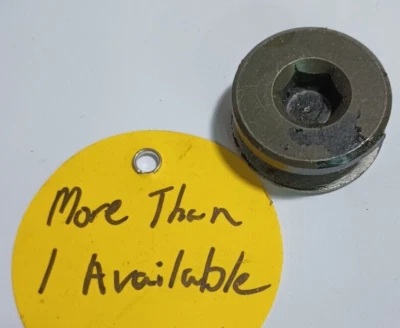 More Than
1 Available